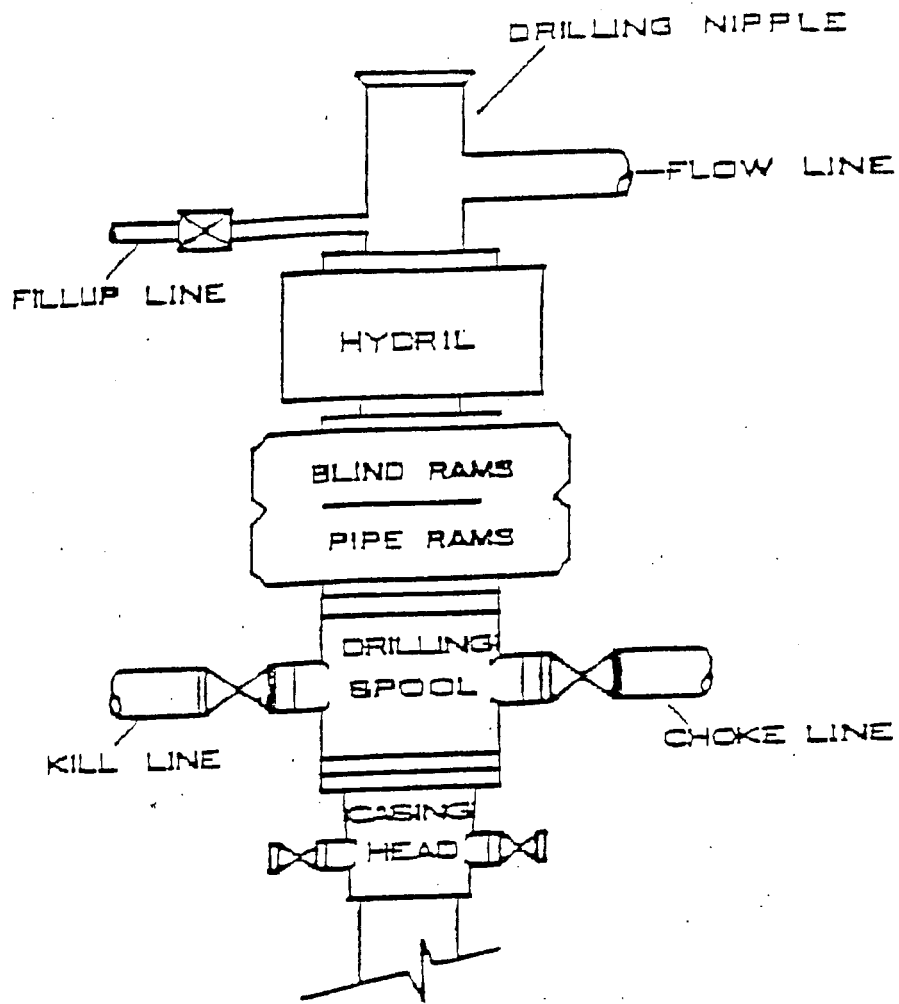 DRILLING NIPPLE
FLOW LINE
FILLUP LINE
HYDRIL
BLIND RAMS
PIPE RAMS
DRILLING
SPOOL
KILL LINE
CHOKE LINE
CASING
HEAD